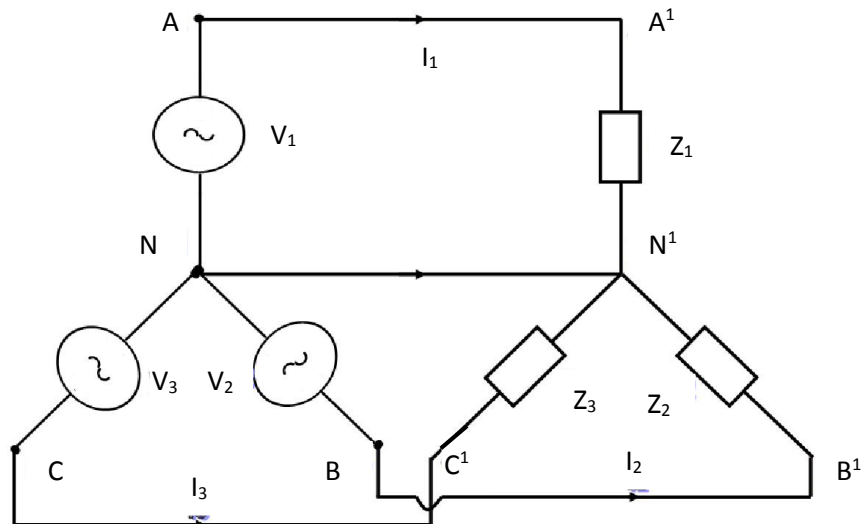 A A¹
I₁
V₁ Z₁
N N¹
V₃ V₂ Z₃ Z₂
C B C¹ I₂ B¹
I₃